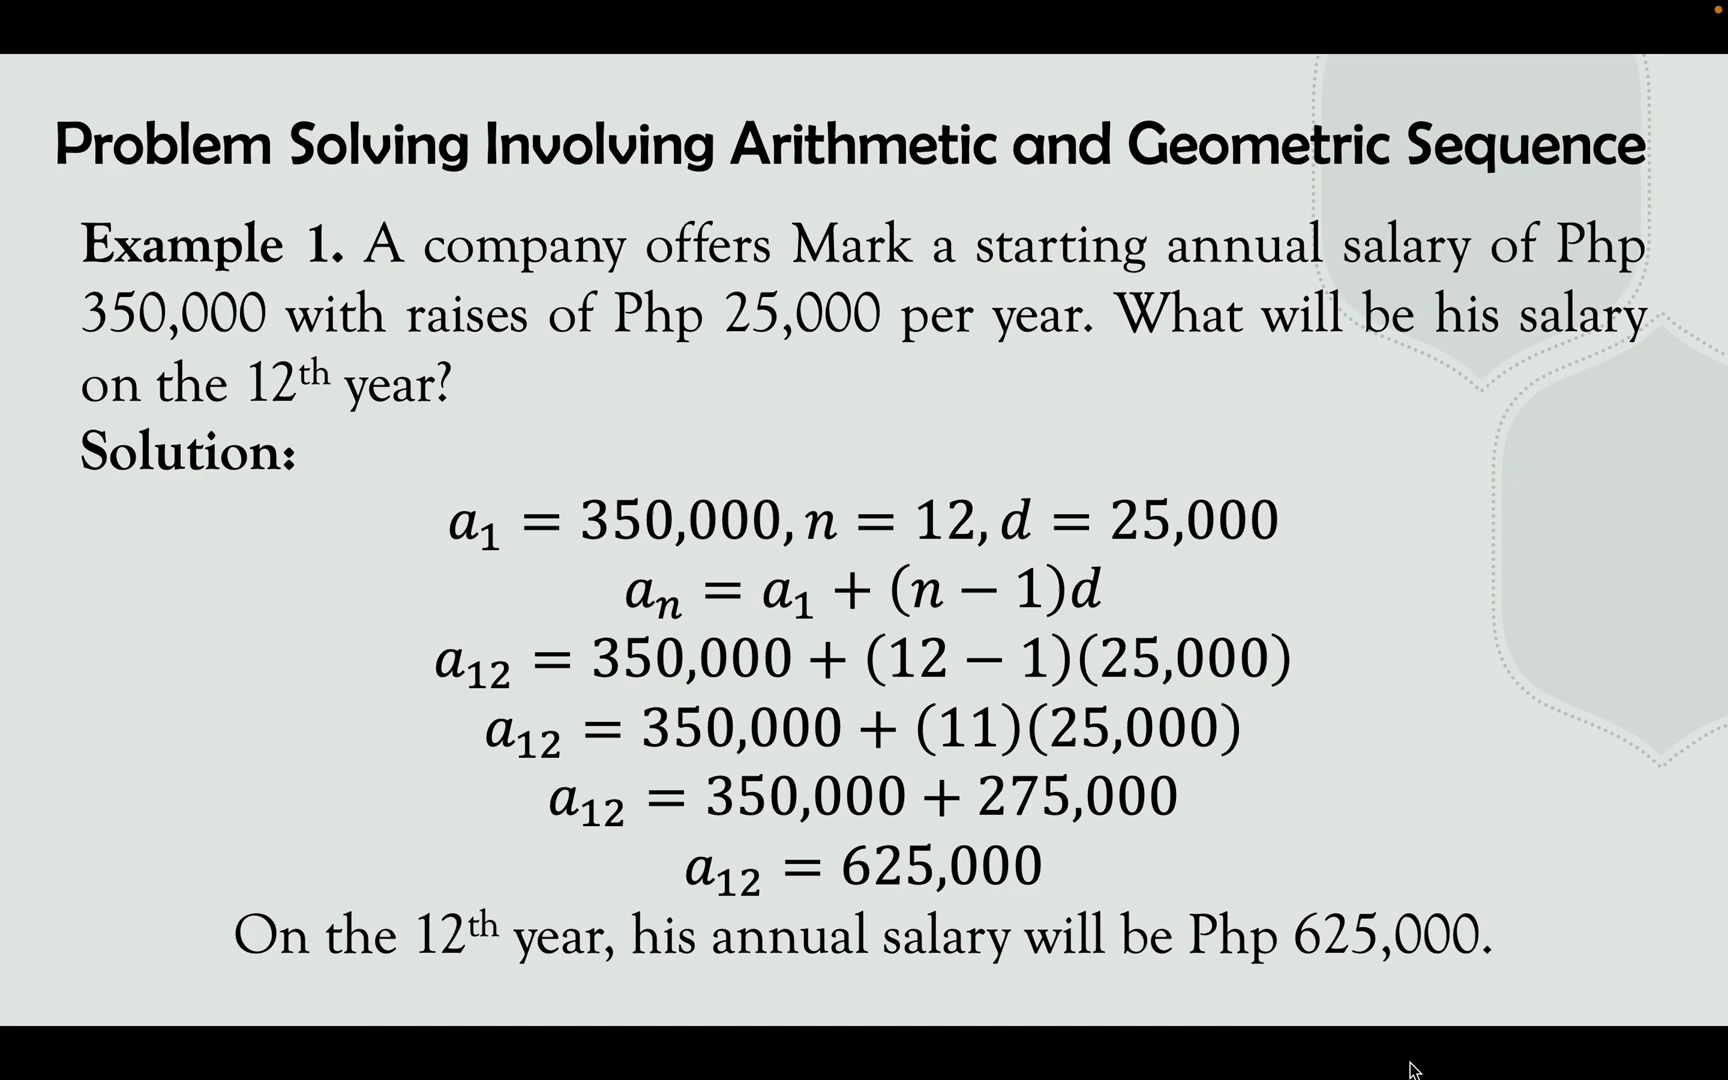 Problem Solving Involving Arithmetic and Geometric Sequence
Example 1. A company offers Mark a starting annual salary of Php
350,000 with raises of Php 25,000 per year. What will be his salary
on the 12th year?
Solution:
a₁ = 350,000, n = 12, d = 25,000
aₙ = a₁ + (n − 1)d
a₁₂ = 350,000 + (12 − 1)(25,000)
a₁₂ = 350,000 + (11)(25,000)
a₁₂ = 350,000 + 275,000
a₁₂ = 625,000
On the 12th year, his annual salary will be Php 625,000.